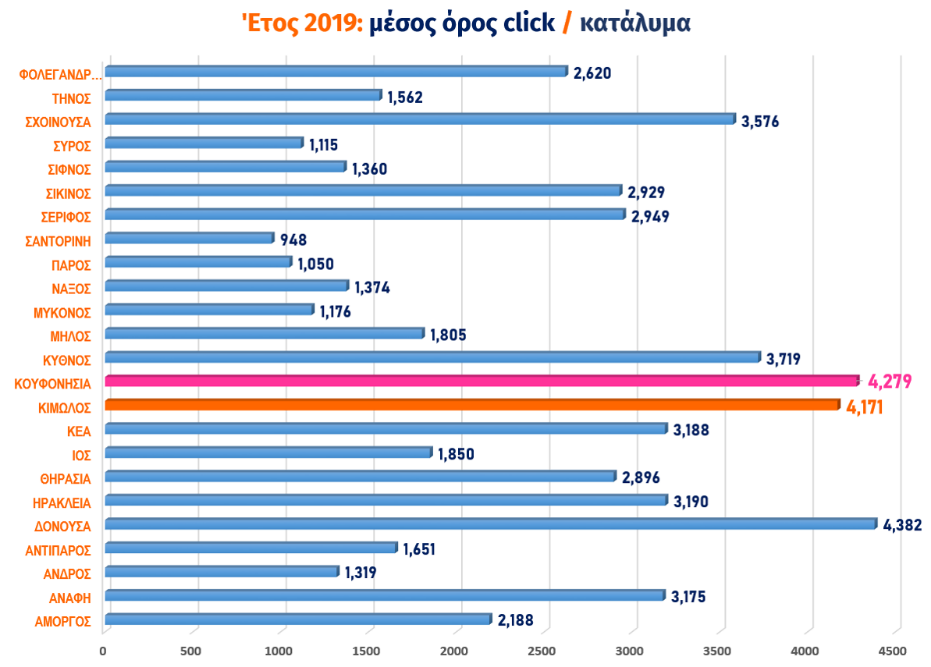 'Έτος 2019: μέσος όρος click / κατάλυμα
ΦΟΛΕΓΑΝΔΡ... 2,620
ΤΗΝΟΣ 1,562
ΣΧΟΙΝΟΥΣΑ 3,576
ΣΥΡΟΣ 1,115
ΣΙΦΝΟΣ 1,360
ΣΙΚΙΝΟΣ 2,929
ΣΕΡΙΦΟΣ 2,949
ΣΑΝΤΟΡΙΝΗ 948
ΠΑΡΟΣ 1,050
ΝΑΞΟΣ 1,374
ΜΥΚΟΝΟΣ 1,176
ΜΗΛΟΣ 1,805
ΚΥΘΝΟΣ 3,719
ΚΟΥΦΟΝΗΣΙΑ 4,279
ΚΙΜΩΛΟΣ 4,171
ΚΕΑ 3,188
ΙΟΣ 1,850
ΘΗΡΑΣΙΑ 2,896
ΗΡΑΚΛΕΙΑ 3,190
ΔΟΝΟΥΣΑ 4,382
ΑΝΤΙΠΑΡΟΣ 1,651
ΑΝΔΡΟΣ 1,319
ΑΝΑΦΗ 3,175
ΑΜΟΡΓΟΣ 2,188
0 500 1000 1500 2000 2500 3000 3500 4000 4500